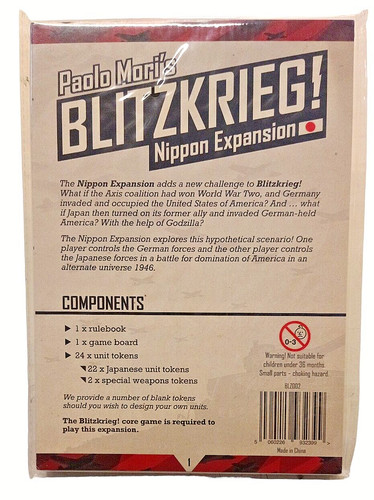 Paolo Mori's
BLITZKRIEG!
Nippon Expansion
The Nippon Expansion adds a new challenge to Blitzkrieg!
What if the Axis coalition had won World War Two, and Germany
invaded and occupied the United States of America? And ... what
if Japan then turned on its former ally and invaded German-held
America? With the help of Godzilla?
The Nippon Expansion explores this hypothetical scenario! One
player controls the German forces and the other player controls
the Japanese forces in a battle for domination of America in an
alternate universe 1946.
COMPONENTS
1 x rulebook
1 x game board
24 x unit tokens
22 x Japanese unit tokens
2 x special weapons tokens
We provide a number of blank tokens
should you wish to design your own units.
The Blitzkrieg! core game is required to
play this expansion.
0-3
Warning! Not suitable for
children under 36 months
Small parts - choking hazard.
BLZ002
Made in China
1